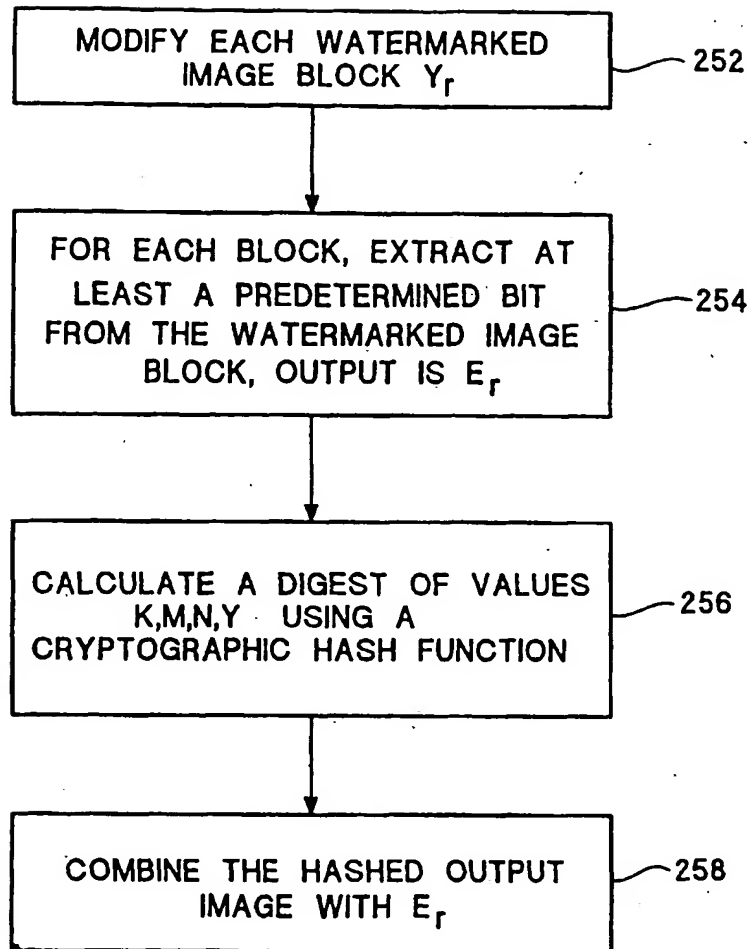 MODIFY EACH WATERMARKED
IMAGE BLOCK Yr
252
FOR EACH BLOCK, EXTRACT AT
LEAST A PREDETERMINED BIT
FROM THE WATERMARKED IMAGE
BLOCK, OUTPUT IS Er
254
CALCULATE A DIGEST OF VALUES
K,M,N,Y USING A
CRYPTOGRAPHIC HASH FUNCTION
256
COMBINE THE HASHED OUTPUT
IMAGE WITH Er
258